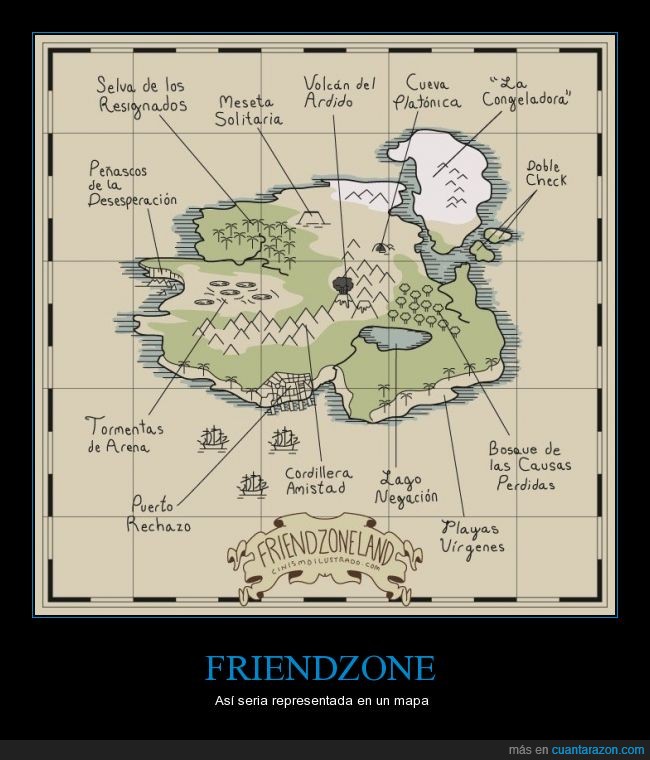 Selva de los
Resignados
Meseta
Solitaria
Volcán del
Ardido
Cueva
Platónica
"La
Congeladora"
Peñascos
de la
Desesperación
Doble
Check
Tormentas
de Arena
Puerto
Rechazo
Cordillera
Amistad
Lago
Negación
Playas
Vírgenes
Bosque de
las Causas
Perdidas
FRIENDZONELAND
CINISMOILUSTRADO.COM
FRIENDZONE
Así seria representada en un mapa
más en cuantarazon.com